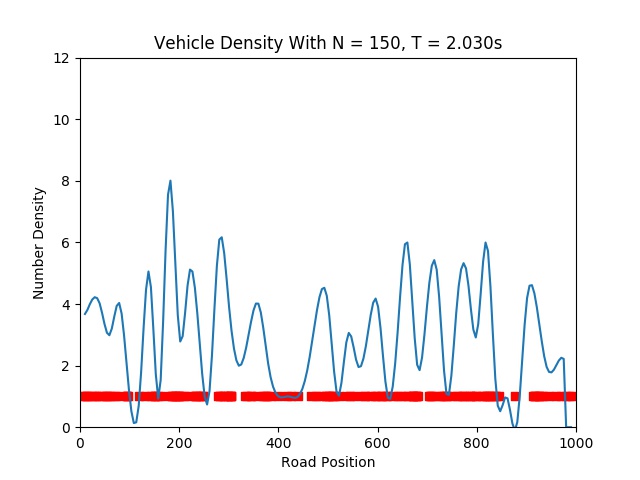 Vehicle Density With N = 150, T = 2.030s
12
10
8
6
4
2
0
Number Density
0 200 400 600 800 1000
Road Position